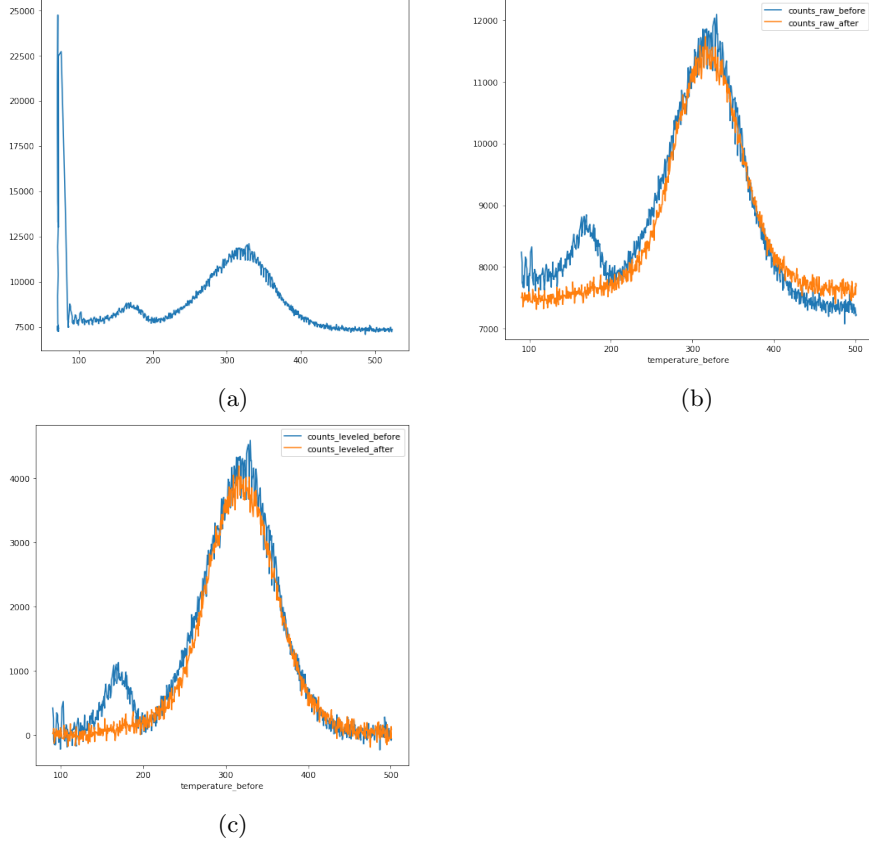 25000
22500
20000
17500
15000
12500
10000
7500
100 200 300 400 500
(a)
counts_raw_before
counts_raw_after
12000
11000
10000
9000
8000
7000
100 200 300 400 500
temperature_before
(b)
counts_leveled_before
counts_leveled_after
4000
3000
2000
1000
0
100 200 300 400 500
temperature_before
(c)